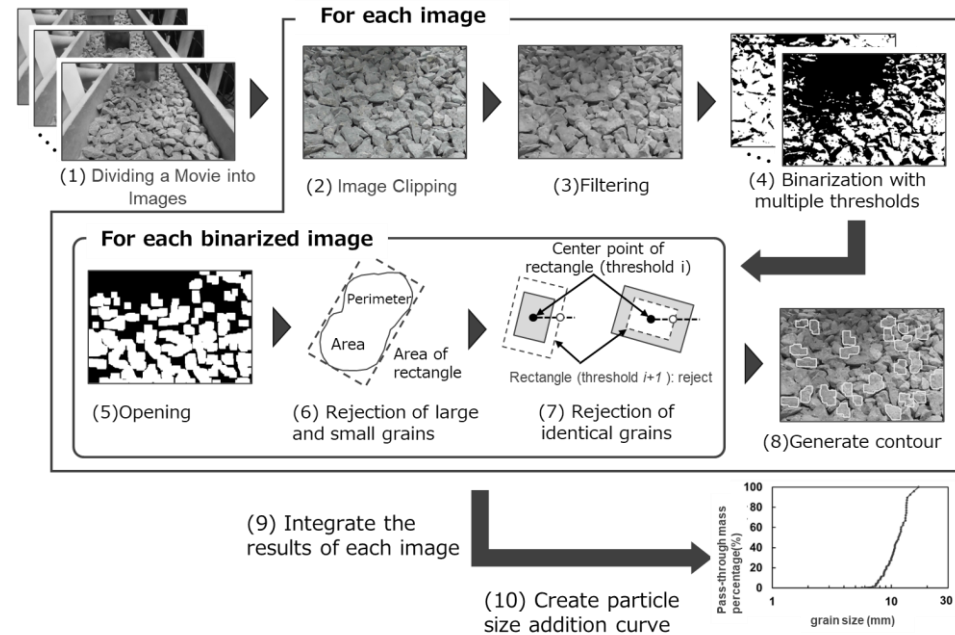 For each image
(1) Dividing a Movie into
Images
(2) Image Clipping
(3)Filtering
(4) Binarization with
multiple thresholds
For each binarized image
(5)Opening
Perimeter
Area
Area of
rectangle
(6) Rejection of large
and small grains
Center point of
rectangle (threshold i)
Rectangle (threshold i+1 ): reject
(7) Rejection of
identical grains
(8)Generate contour
(9) Integrate the
results of each image
(10) Create particle
size addition curve
Pass-through mass
percentage(%)
100
80
60
40
20
0
1
10
30
grain size (mm)